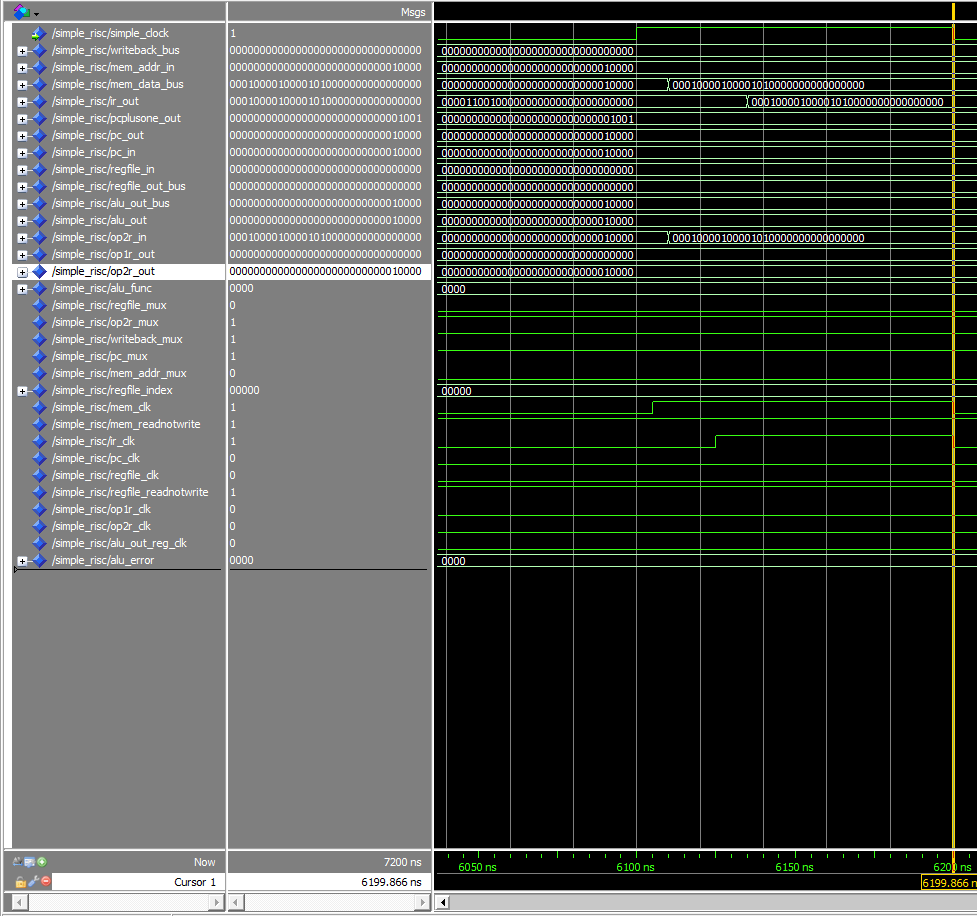 Msgs
/simple_risc/simple_clock 1
/simple_risc/writeback_bus 00000000000000000000000000000000 00000000000000000000000000000000
/simple_risc/mem_addr_in 00000000000000000000000000010000 00000000000000000000000000010000
/simple_risc/mem_data_bus 00010000100001010000000000000000 00000000000000000000000000010000 00010000100001010000000000000000
/simple_risc/ir_out 00010000100001010000000000000000 00001100100000000000000000000000 00010000100001010000000000000000
/simple_risc/pcplusone_out 00000000000000000000000000001001 00000000000000000000000000001001
/simple_risc/pc_out 00000000000000000000000000010000 00000000000000000000000000010000
/simple_risc/pc_in 00000000000000000000000000010000 00000000000000000000000000010000
/simple_risc/regfile_in 00000000000000000000000000000000 00000000000000000000000000000000
/simple_risc/regfile_out_bus 00000000000000000000000000000000 00000000000000000000000000000000
/simple_risc/alu_out_bus 00000000000000000000000000010000 00000000000000000000000000010000
/simple_risc/alu_out 00000000000000000000000000010000 00000000000000000000000000010000
/simple_risc/op2r_in 00010000100001010000000000000000 00000000000000000000000000010000 00010000100001010000000000000000
/simple_risc/op1r_out 00000000000000000000000000000000 00000000000000000000000000000000
/simple_risc/op2r_out 00000000000000000000000000010000 00000000000000000000000000010000
/simple_risc/alu_func 0000 0000
/simple_risc/regfile_mux 0
/simple_risc/op2r_mux 1
/simple_risc/writeback_mux 1
/simple_risc/pc_mux 1
/simple_risc/mem_addr_mux 0
/simple_risc/regfile_index 00000 00000
/simple_risc/mem_clk 1
/simple_risc/mem_readnotwrite 1
/simple_risc/ir_clk 1
/simple_risc/pc_clk 0
/simple_risc/regfile_clk 0
/simple_risc/regfile_readnotwrite 1
/simple_risc/op1r_clk 0
/simple_risc/op2r_clk 0
/simple_risc/alu_out_reg_clk 0
/simple_risc/alu_error 0000 0000
Now 7200 ns 6050 ns 6100 ns 6150 ns 6200 ns
Cursor 1 6199.866 ns 6199.866 n